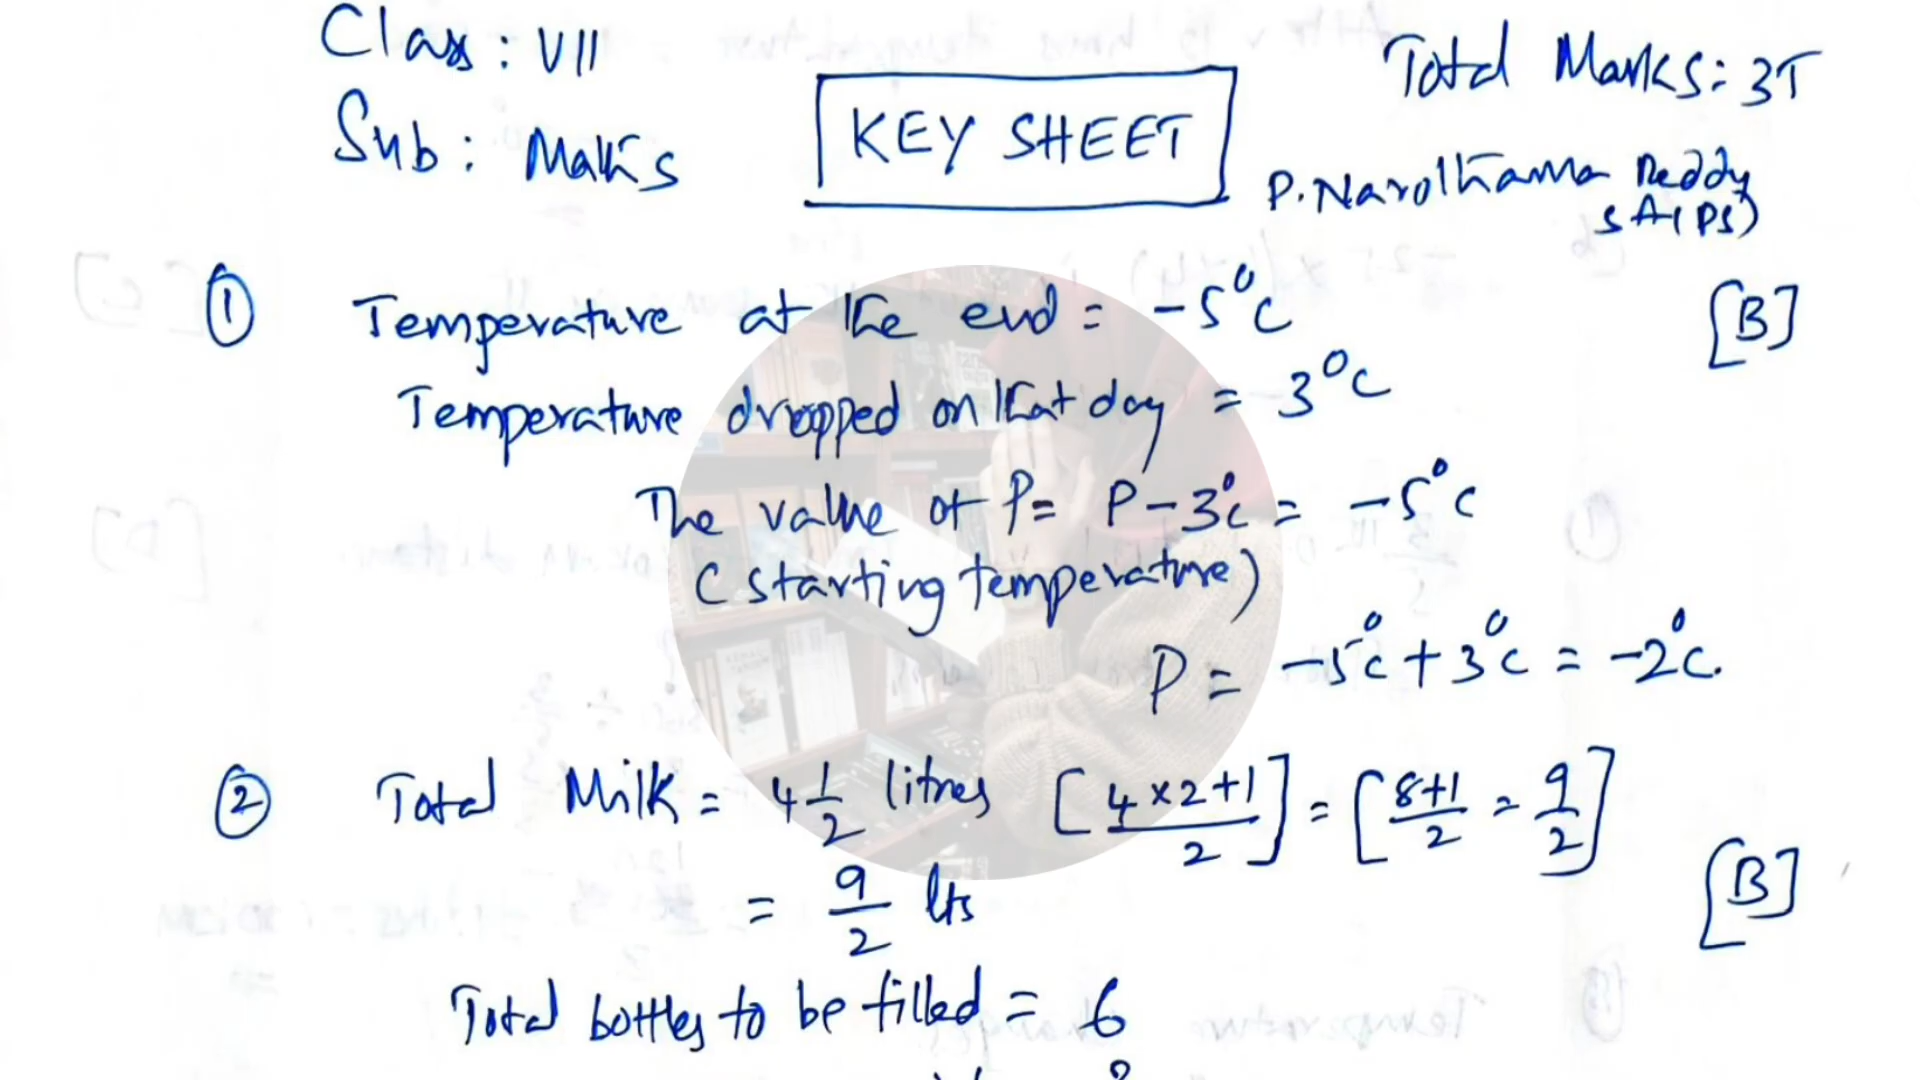 Class : VII
Total Marks: 35
Sub : Maths
KEY SHEET
P. Narothama Reddy
SA(PS)
① Temperature at the end = -5°C [B]
Temperature dropped on that day = 3°C
The value of P = P - 3°C = -5°C
(starting temperature)
P = -5°C + 3°C = -2°C.
② Total Milk = 4 1/2 litres [4×2+1/2] = [8+1/2 = 9/2]
= 9/2 lts [B]
Total bottles to be filled = 6